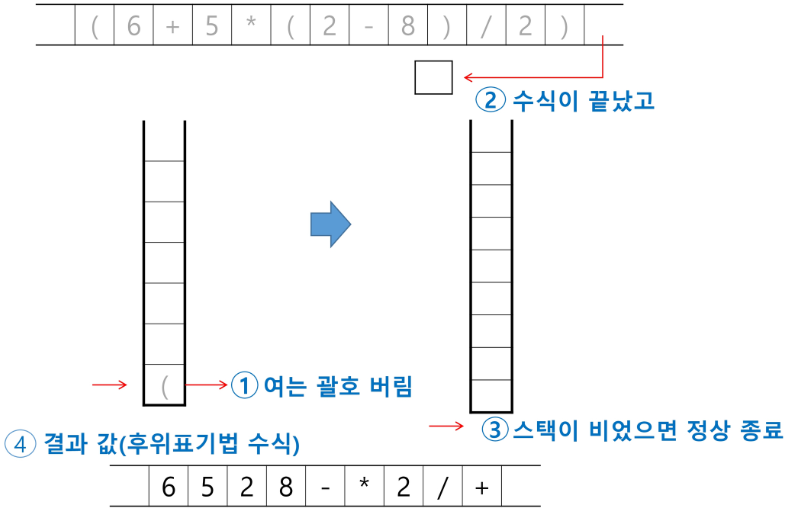 ( 6 + 5 * ( 2 - 8 ) / 2 )
② 수식이 끝났고
( ① 여는 괄호 버림
③ 스택이 비었으면 정상 종료
④ 결과 값(후위표기법 수식)
6 5 2 8 - * 2 / +